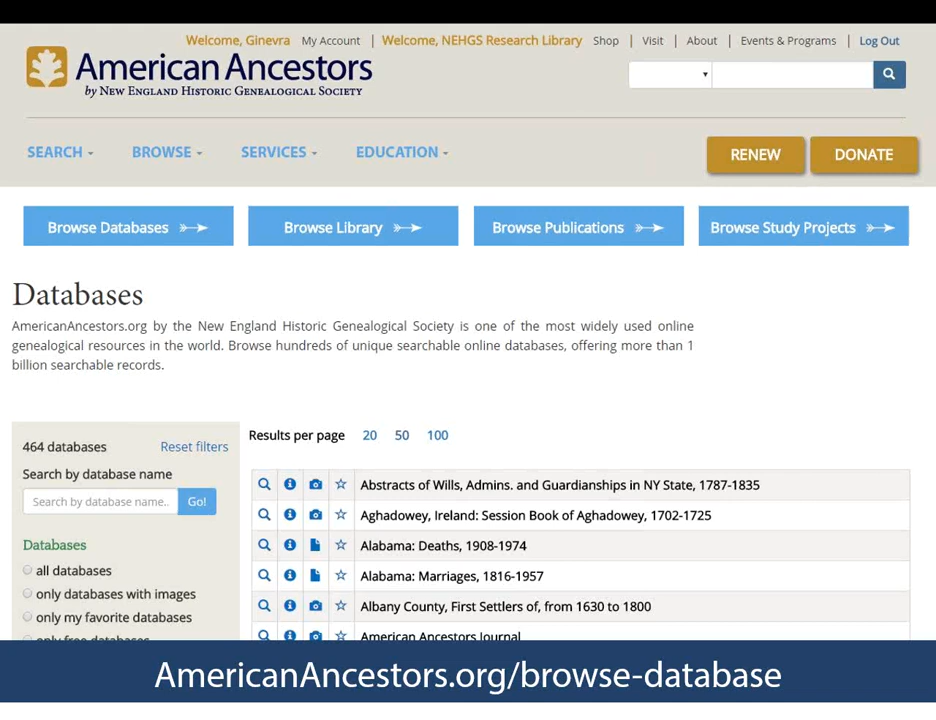 Welcome, Ginevra My Account | Welcome, NEHGS Research Library Shop | Visit | About | Events & Programs | Log Out
American Ancestors
by NEW ENGLAND HISTORIC GENEALOGICAL SOCIETY
SEARCH BROWSE SERVICES EDUCATION RENEW DONATE
Browse Databases Browse Library Browse Publications Browse Study Projects
Databases
AmericanAncestors.org by the New England Historic Genealogical Society is one of the most widely used online
genealogical resources in the world. Browse hundreds of unique searchable online databases, offering more than 1
billion searchable records.
Results per page 20 50 100
464 databases Reset filters
Search by database name
Search by database name.. Go!
Databases
all databases
only databases with images
only my favorite databases
only free databases
Abstracts of Wills, Admins. and Guardianships in NY State, 1787-1835
Aghadowey, Ireland: Session Book of Aghadowey, 1702-1725
Alabama: Deaths, 1908-1974
Alabama: Marriages, 1816-1957
Albany County, First Settlers of, from 1630 to 1800
American Ancestors Journal
AmericanAncestors.org/browse-database